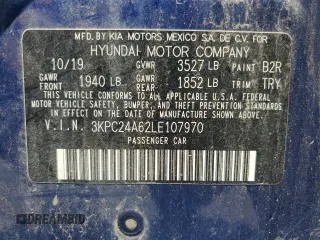 MFD. BY KIA MOTORS MEXICO S.A. DE C.V. FOR
HYUNDAI MOTOR COMPANY
10/19 GVWR 3527 LB PAINT B2R
GAWR FRONT 1940 LB GAWR REAR 1852 LB TRIM TRY
THIS VEHICLE CONFORMS TO ALL APPLICABLE U.S.A. FEDERAL MOTOR VEHICLE SAFETY, BUMPER, AND THEFT PREVENTION STANDARDS IN EFFECT ON THE DATE OF MANUFACTURE SHOWN ABOVE.
V.I.N. 3KPC24A62LE107970
PASSENGER CAR
DREAMBID